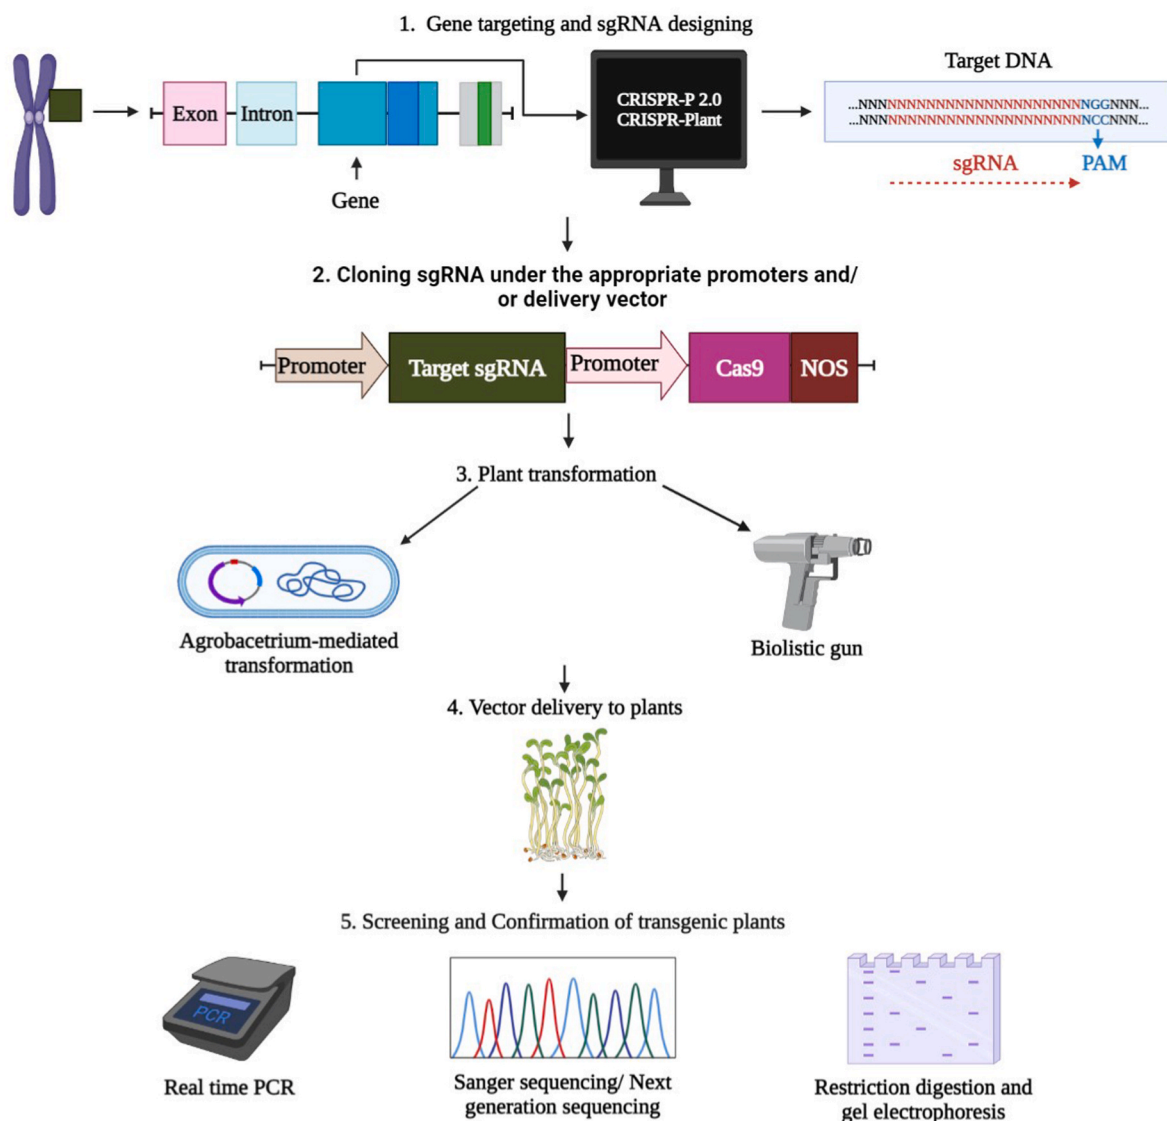 1. Gene targeting and sgRNA designing
Exon
Intron
Gene
CRISPR-P 2.0
CRISPR-Plant
Target DNA
...NNNNNNNNNNNNNNNNNNNNNNNNGGNNN...
...NNNNNNNNNNNNNNNNNNNNNNNNCCNNN...
sgRNA
PAM
2. Cloning sgRNA under the appropriate promoters and/
or delivery vector
Promoter
Target sgRNA
Promoter
Cas9
NOS
3. Plant transformation
Agrobacetrium-mediated
transformation
Biolistic gun
4. Vector delivery to plants
5. Screening and Confirmation of transgenic plants
PCR
Real time PCR
Sanger sequencing/ Next
generation sequencing
Restriction digestion and
gel electrophoresis